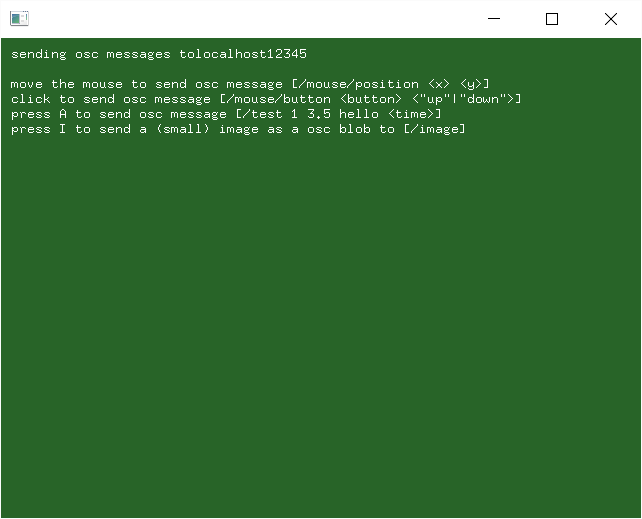 sending osc messages tolocalhost12345
move the mouse to send osc message [/mouse/position <x> <y>]
click to send osc message [/mouse/button <button> <"up"|"down">]
press A to send osc message [/test 1 3.5 hello <time>]
press I to send a (small) image as a osc blob to [/image]